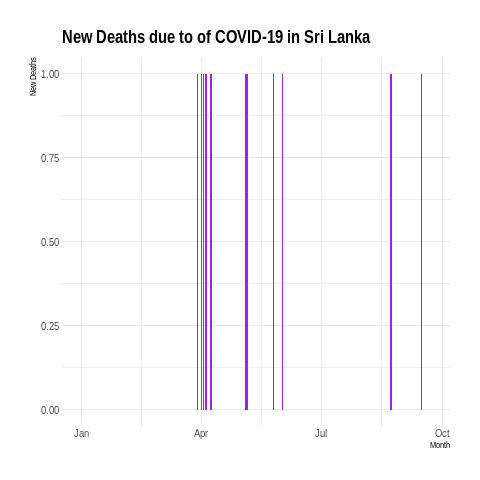 New Deaths due to of COVID-19 in Sri Lanka
New Deaths
1.00
0.75
0.50
0.25
0.00
Jan Apr Jul Oct
Month